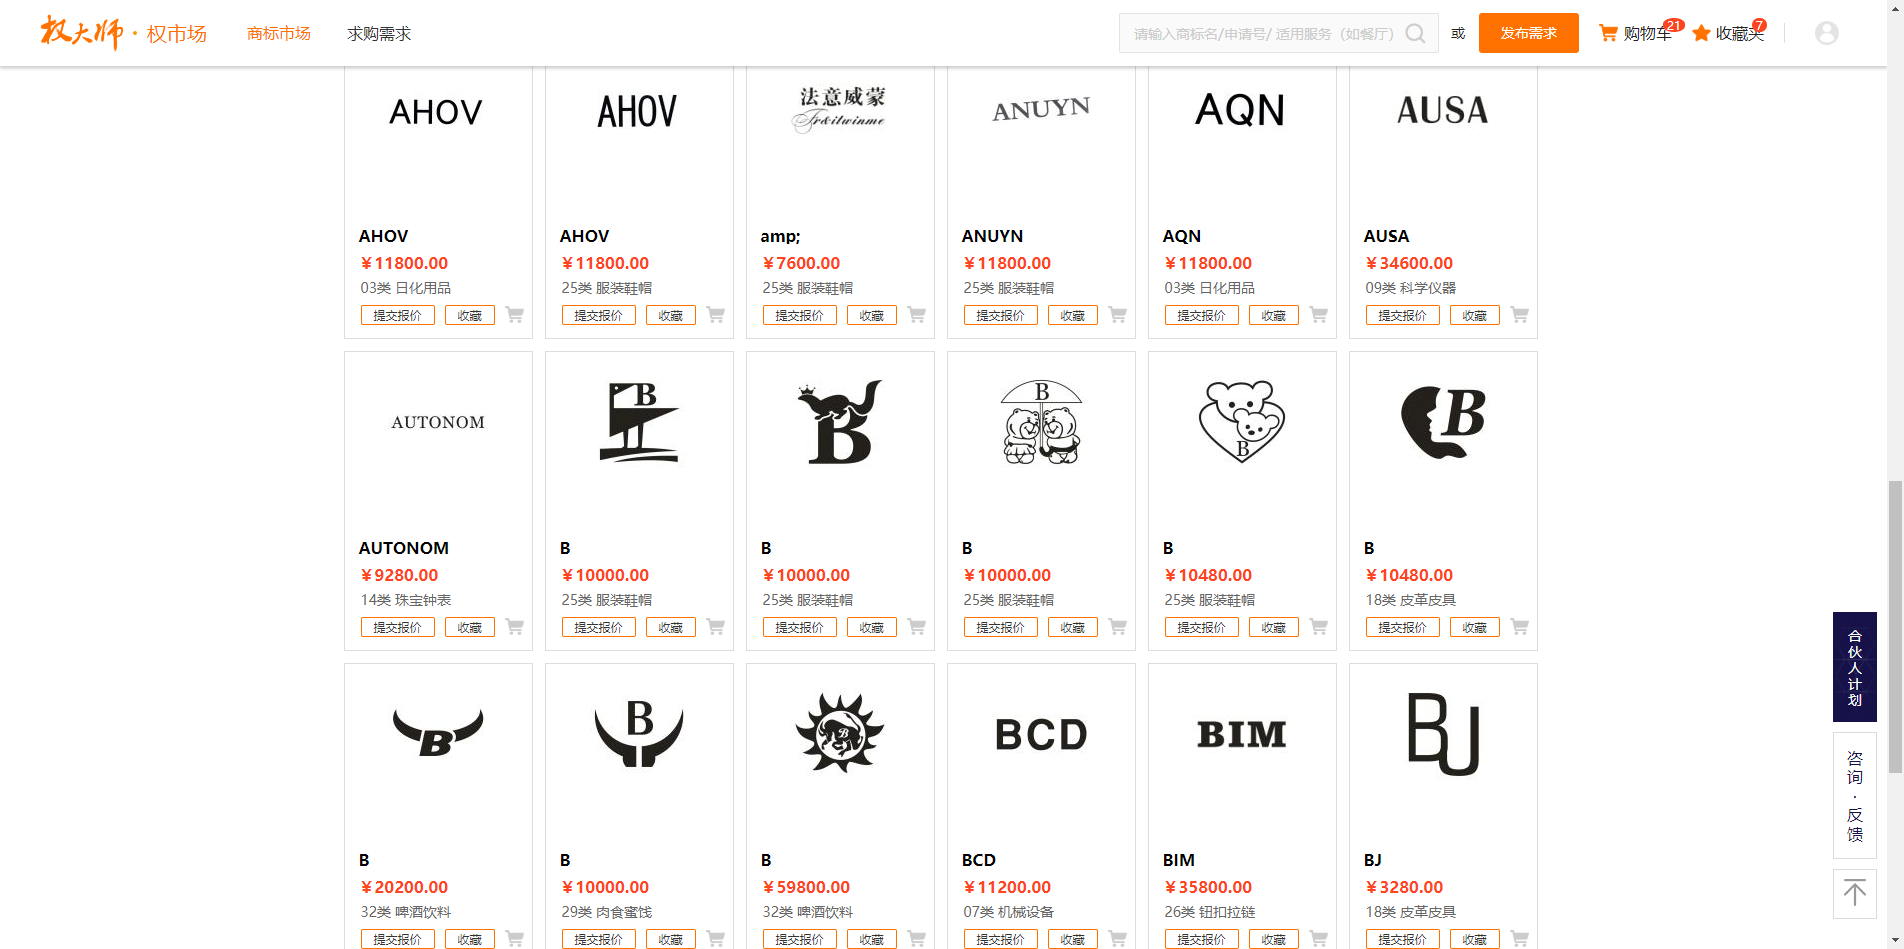 权大师·权市场 商标市场 求购需求 请输入商标名/申请号/ 适用服务（如餐厅） 或 发布需求 购物车 21 收藏夹 7
AHOV AHOV 法意威蒙 ANUYN AQN AUSA
Fr&itwinme
AHOV AHOV amp; ANUYN AQN AUSA
￥11800.00 ￥11800.00 ￥7600.00 ￥11800.00 ￥11800.00 ￥34600.00
03类 日化用品 25类 服装鞋帽 25类 服装鞋帽 25类 服装鞋帽 03类 日化用品 09类 科学仪器
提交报价 收藏 提交报价 收藏 提交报价 收藏 提交报价 收藏 提交报价 收藏 提交报价 收藏
AUTONOM B B B B B
AUTONOM B B B B B
￥9280.00 ￥10000.00 ￥10000.00 ￥10000.00 ￥10480.00 ￥10480.00
14类 珠宝钟表 25类 服装鞋帽 25类 服装鞋帽 25类 服装鞋帽 25类 服装鞋帽 18类 皮革皮具
提交报价 收藏 提交报价 收藏 提交报价 收藏 提交报价 收藏 提交报价 收藏 提交报价 收藏
B B B BCD BIM BJ
B B B BCD BIM BJ
￥20200.00 ￥10000.00 ￥59800.00 ￥11200.00 ￥35800.00 ￥3280.00
32类 啤酒饮料 29类 肉食蜜饯 32类 啤酒饮料 07类 机械设备 26类 钮扣拉链 18类 皮革皮具
提交报价 收藏 提交报价 收藏 提交报价 收藏 提交报价 收藏 提交报价 收藏 提交报价 收藏
合伙人计划
咨询·反馈